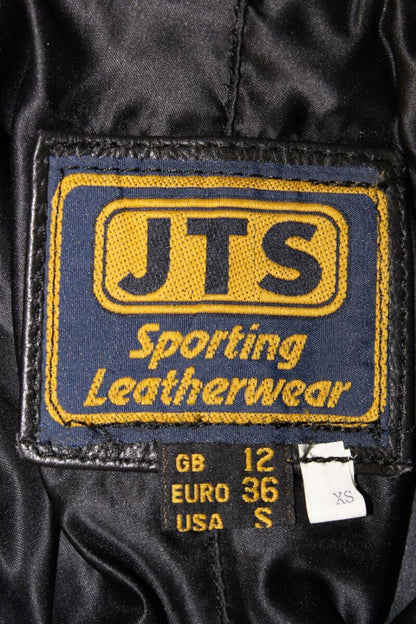 JTS
Sporting
Leatherwear
GB 12
EURO 36
USA S
XS